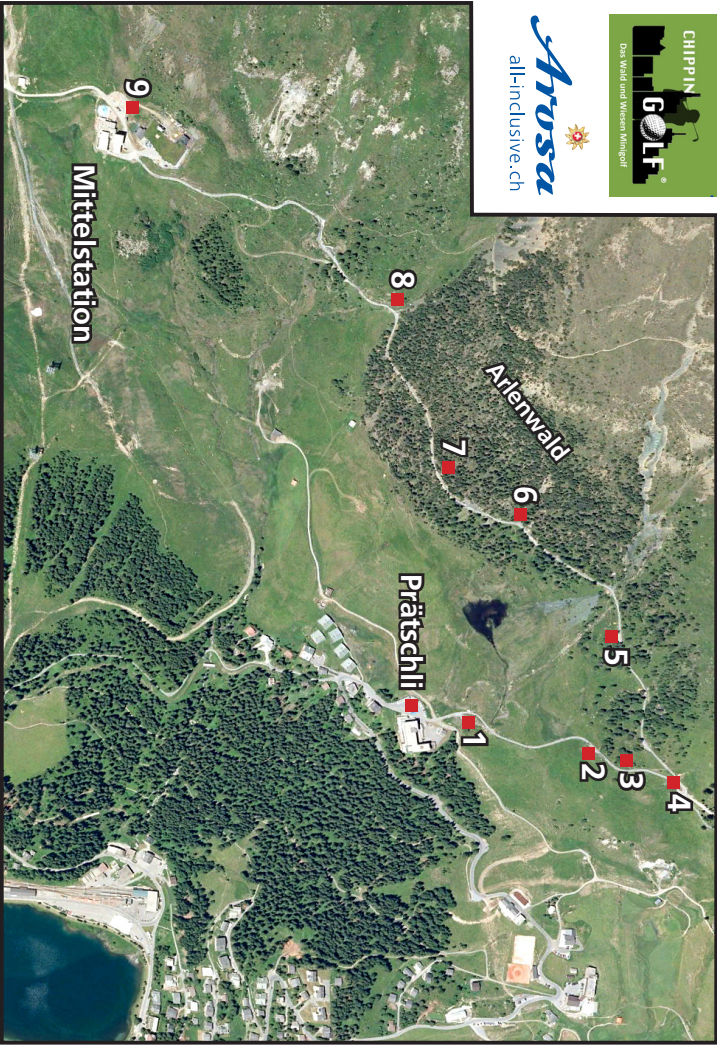 CHIPPIN
GOLF®
Das Wald und Wiesen Minigolf
Arosa
all-inclusive.ch
4
3
5
2
6
Arlenwald
1
7
8
Prätschli
9
Mittelstation